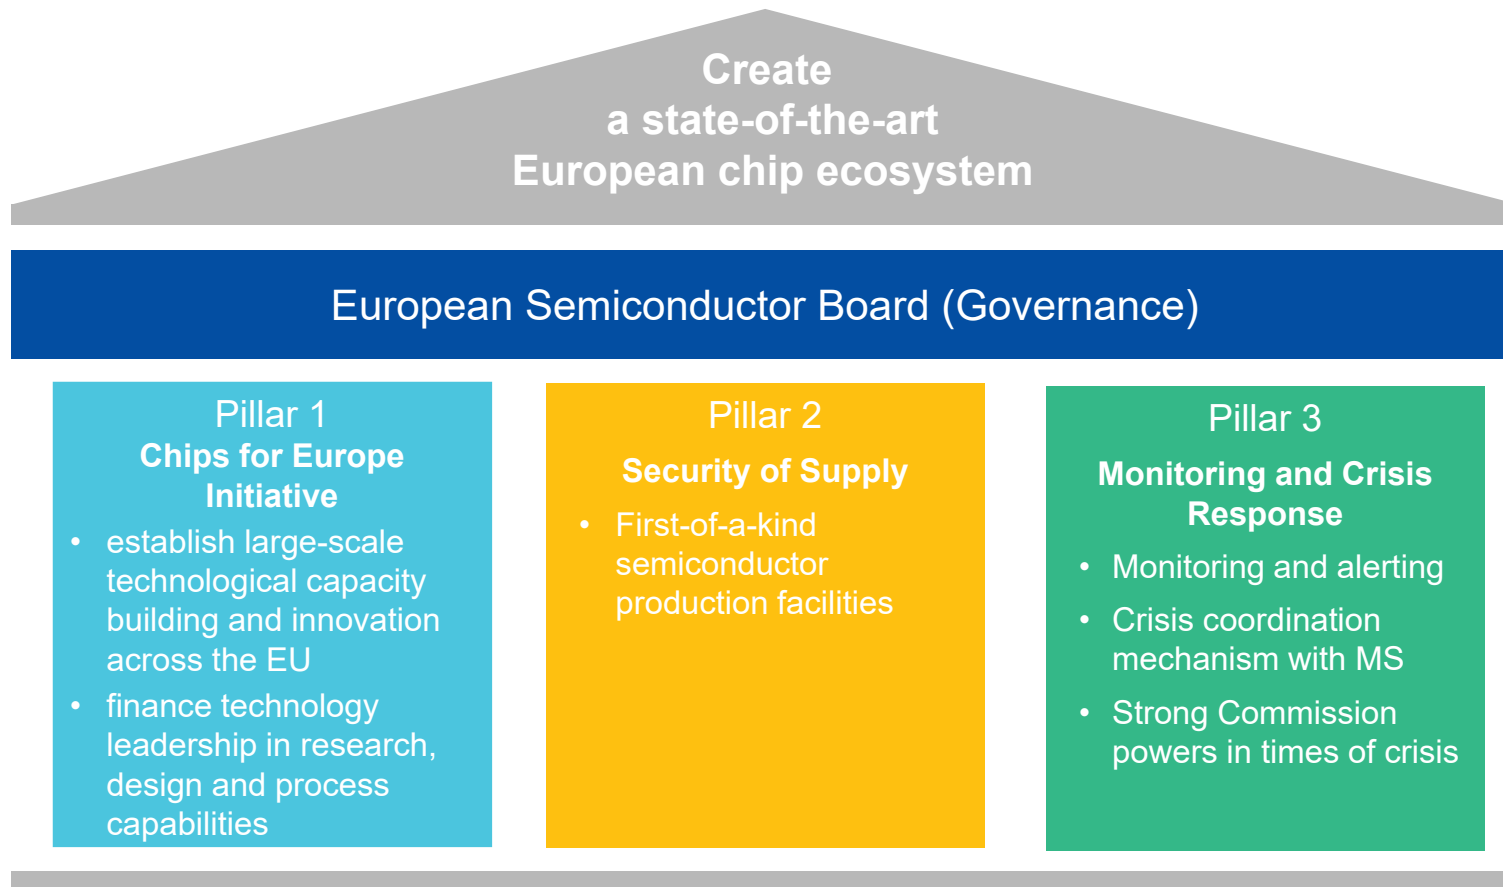 Create
a state-of-the-art
European chip ecosystem
European Semiconductor Board (Governance)
Pillar 1
Chips for Europe
Initiative
• establish large-scale
technological capacity
building and innovation
across the EU
• finance technology
leadership in research,
design and process
capabilities
Pillar 2
Security of Supply
• First-of-a-kind
semiconductor
production facilities
Pillar 3
Monitoring and Crisis
Response
• Monitoring and alerting
• Crisis coordination
mechanism with MS
• Strong Commission
powers in times of crisis